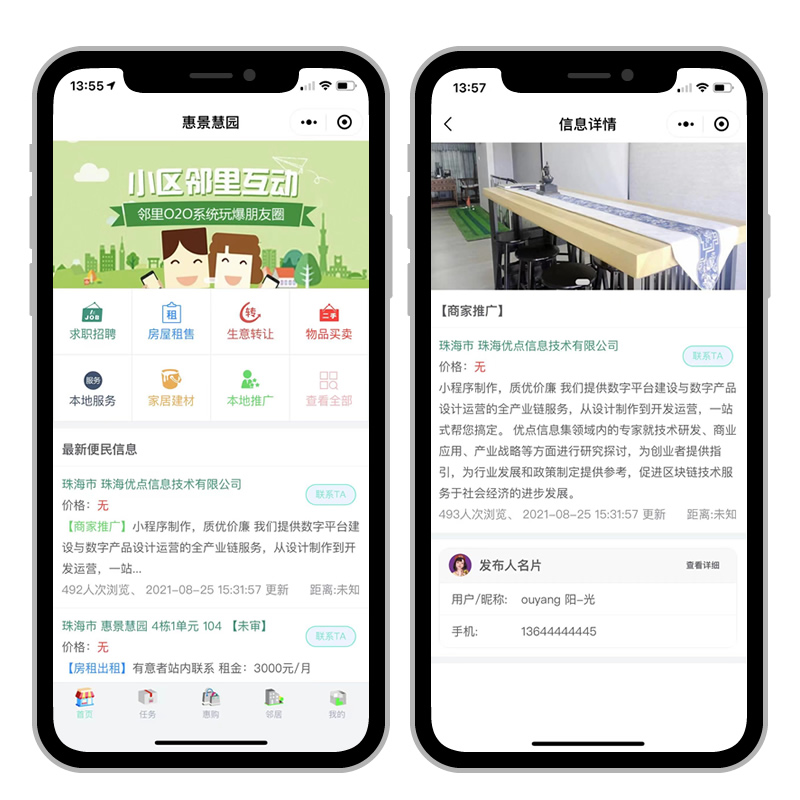 13:55
惠景慧园
小区邻里互动
邻里O2O系统玩爆朋友圈
JOB
租
转
二手
求职招聘
房屋租售
生意转让
物品买卖
服务
本地服务
家居建材
本地推广
查看全部
最新便民信息
珠海市 珠海优点信息技术有限公司
联系TA
价格：无
【商家推广】小程序制作，质优价廉 我们提供数字平台建
设与数字产品设计运营的全产业链服务，从设计制作到开
发运营，一站...
492人次浏览、 2021-08-25 15:31:57 更新 距离:未知
珠海市 惠景慧园 4栋1单元 104 【未审】
联系TA
价格：无
【房租出租】有意者站内联系 租金：3000元/月
首页
任务
惠购
邻居
我的
13:57
信息详情
【商家推广】
珠海市 珠海优点信息技术有限公司
联系TA
价格：无
小程序制作，质优价廉 我们提供数字平台建设与数字产品
设计运营的全产业链服务，从设计制作到开发运营，一站
式帮您搞定。 优点信息集领域内的专家就技术研发、商业
应用、产业战略等方面进行研究探讨，为创业者提供指
引，为行业发展和政策制定提供参考，促进区块链技术服
务于社会经济的进步发展。
493人次浏览、 2021-08-25 15:31:57 更新 距离:未知
发布人名片
查看详细
用户/昵称: ouyang 阳-光
手机: 13644444445